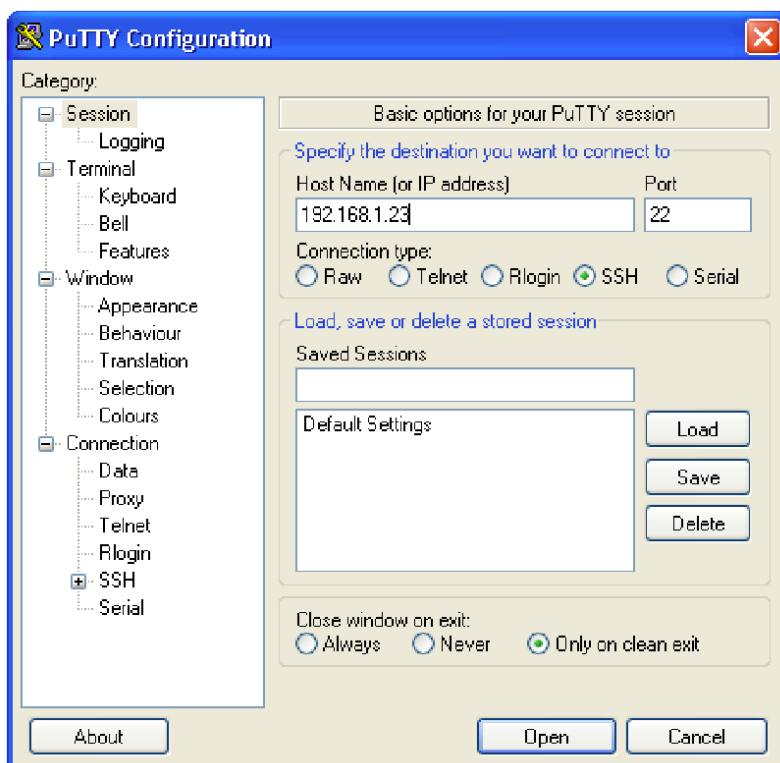 PuTTY Configuration
Category:
Session
Logging
Terminal
Keyboard
Bell
Features
Window
Appearance
Behaviour
Translation
Selection
Colours
Connection
Data
Proxy
Telnet
Rlogin
SSH
Serial
Basic options for your PuTTY session
Specify the destination you want to connect to
Host Name (or IP address) Port
192.168.1.23 22
Connection type:
Raw Telnet Rlogin SSH Serial
Load, save or delete a stored session
Saved Sessions
Default Settings
Load
Save
Delete
Close window on exit:
Always Never Only on clean exit
About Open Cancel